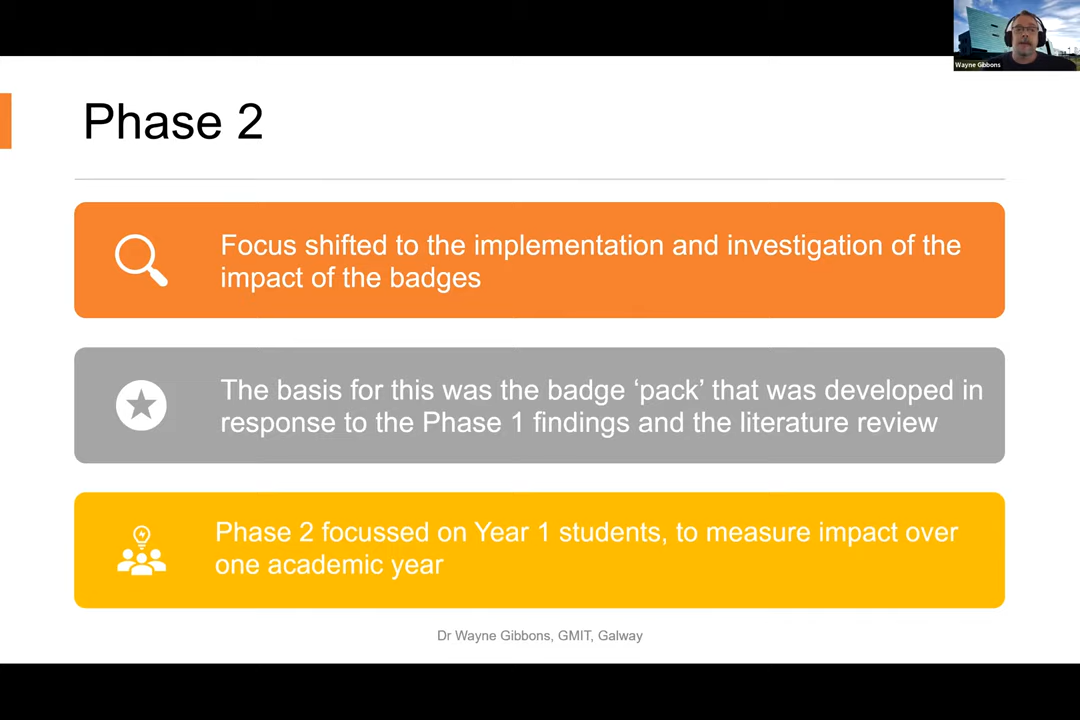 Wayne Gibbons
Phase 2
Focus shifted to the implementation and investigation of the
impact of the badges
The basis for this was the badge ‘pack’ that was developed in
response to the Phase 1 findings and the literature review
Phase 2 focussed on Year 1 students, to measure impact over
one academic year
Dr Wayne Gibbons, GMIT, Galway